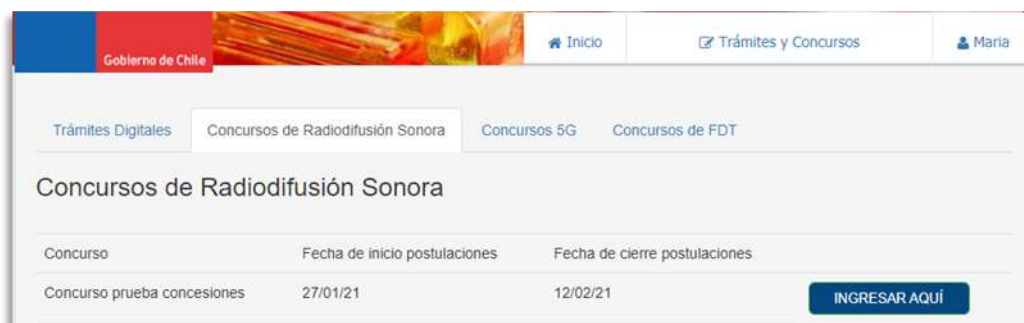 Gobierno de Chile
Inicio
Trámites y Concursos
Maria
Trámites Digitales Concursos de Radiodifusión Sonora Concursos 5G Concursos de FDT
Concursos de Radiodifusión Sonora
Concurso Fecha de inicio postulaciones Fecha de cierre postulaciones
Concurso prueba concesiones 27/01/21 12/02/21 INGRESAR AQUÍ